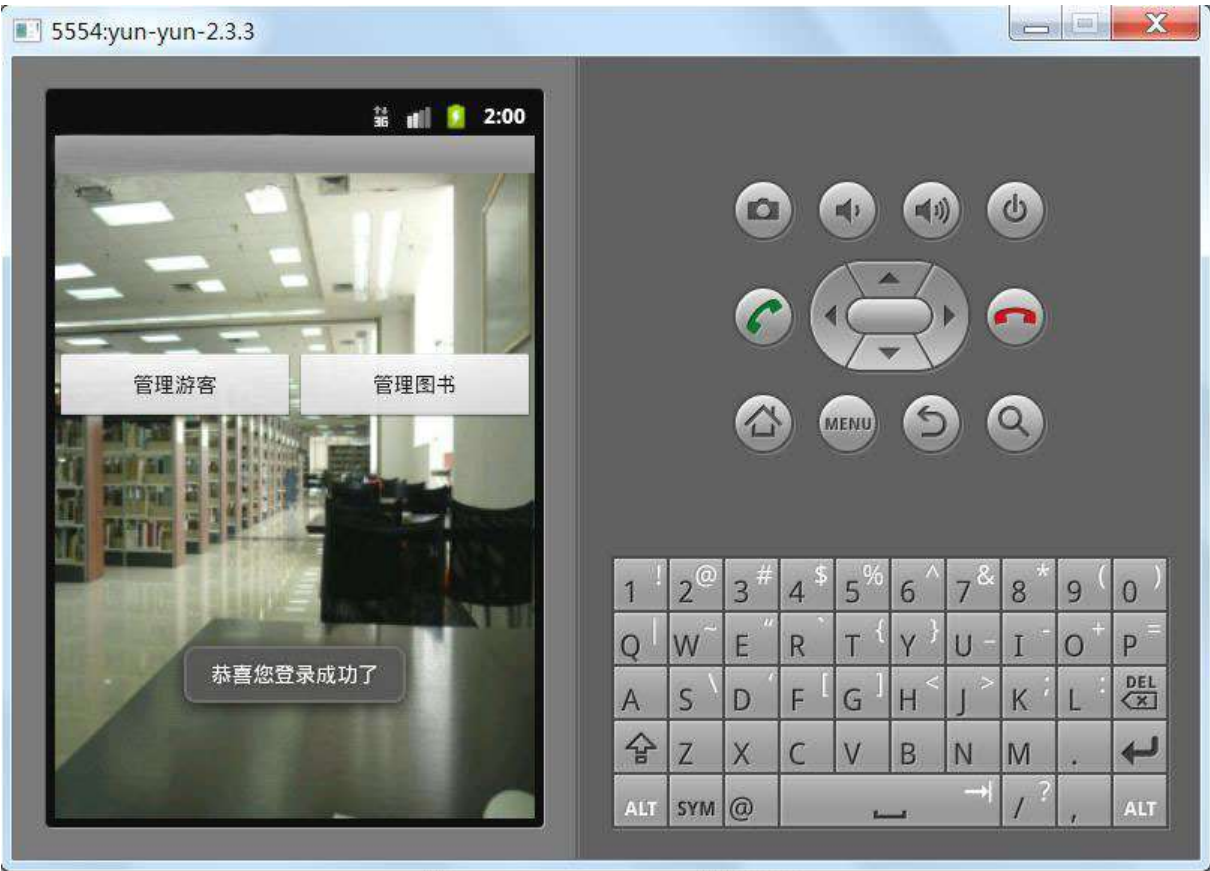 5554:yun-yun-2.3.3
3G 2:00
管理游客 管理图书
恭喜您登录成功了
MENU
1 ! 2 @ 3 # 4 $ 5 % 6 ^ 7 & 8 * 9 ( 0 )
Q | W ~ E " R ` T { Y } U _ I - O + P =
A S \ D ' F [ G ] H < J > K ; L : DEL
Z X C V B N M .
ALT SYM @ / ? , ALT